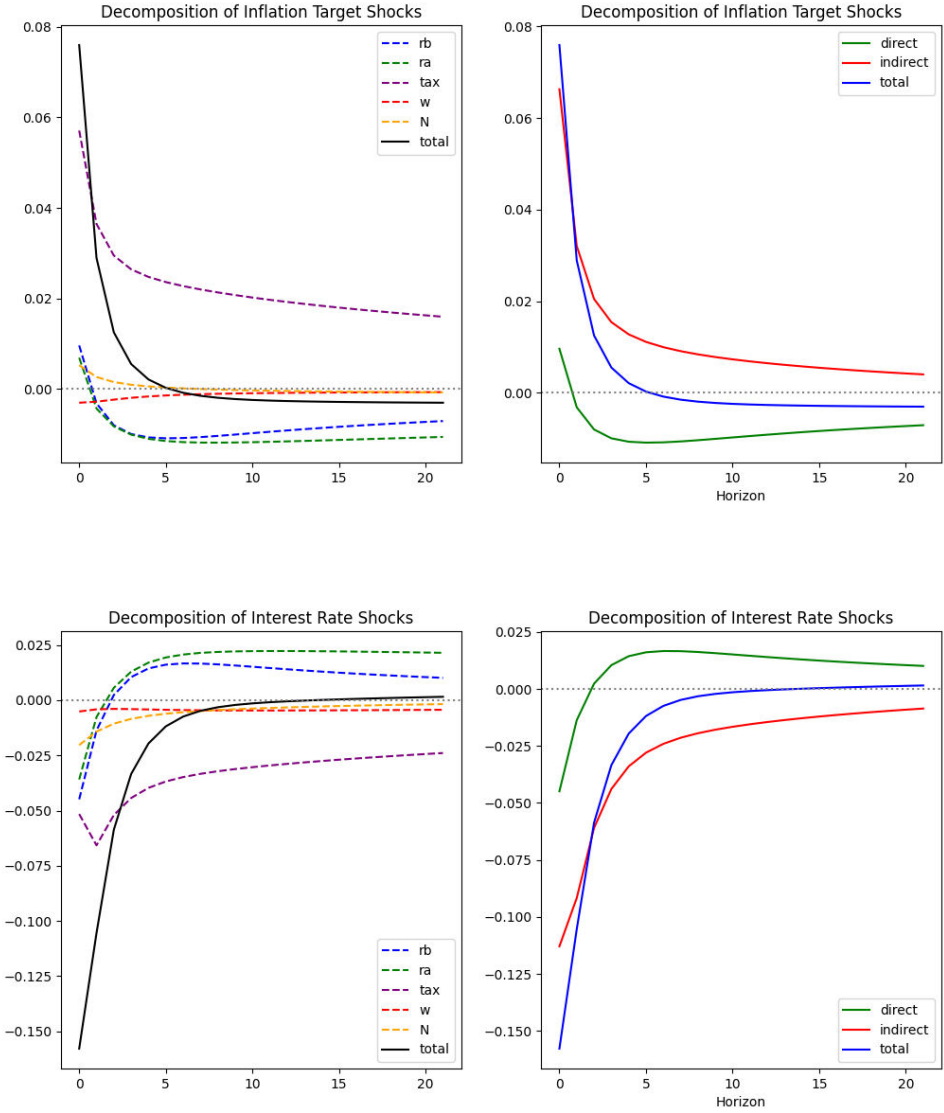 Decomposition of Inflation Target Shocks
0.08
0.06
0.04
0.02
0.00
rb
ra
tax
w
N
total
0
5
10
15
20
Decomposition of Inflation Target Shocks
0.08
0.06
0.04
0.02
0.00
direct
indirect
total
0
5
10
15
20
Horizon
Decomposition of Interest Rate Shocks
0.025
0.000
−0.025
−0.050
−0.075
−0.100
−0.125
−0.150
rb
ra
tax
w
N
total
0
5
10
15
20
Decomposition of Interest Rate Shocks
0.025
0.000
−0.025
−0.050
−0.075
−0.100
−0.125
−0.150
direct
indirect
total
0
5
10
15
20
Horizon